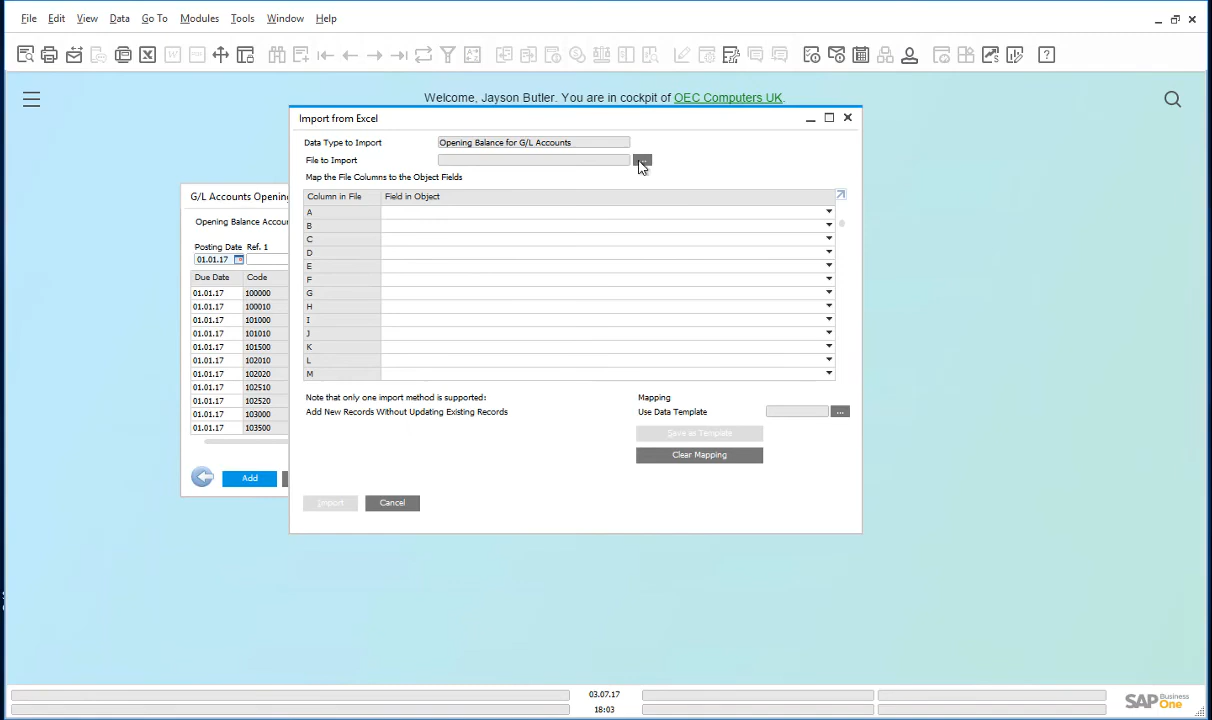 File Edit View Data Go To Modules Tools Window Help
Welcome, Jayson Butler. You are in cockpit of OEC Computers UK.
Import from Excel
Data Type to Import Opening Balance for G/L Accounts
File to Import
Map the File Columns to the Object Fields
Column in File Field in Object
A
B
C
D
E
F
G
H
I
J
K
L
M
Note that only one import method is supported:
Add New Records Without Updating Existing Records
Mapping
Use Data Template ...
Save as Template
Clear Mapping
Import Cancel
G/L Accounts Opening
Opening Balance Accou
Posting Date Ref. 1
01.01.17
Due Date Code
01.01.17 100000
01.01.17 100010
01.01.17 101000
01.01.17 101010
01.01.17 101500
01.01.17 102010
01.01.17 102020
01.01.17 102510
01.01.17 102520
01.01.17 103000
01.01.17 103500
Add
03.07.17
18:03
SAP Business One